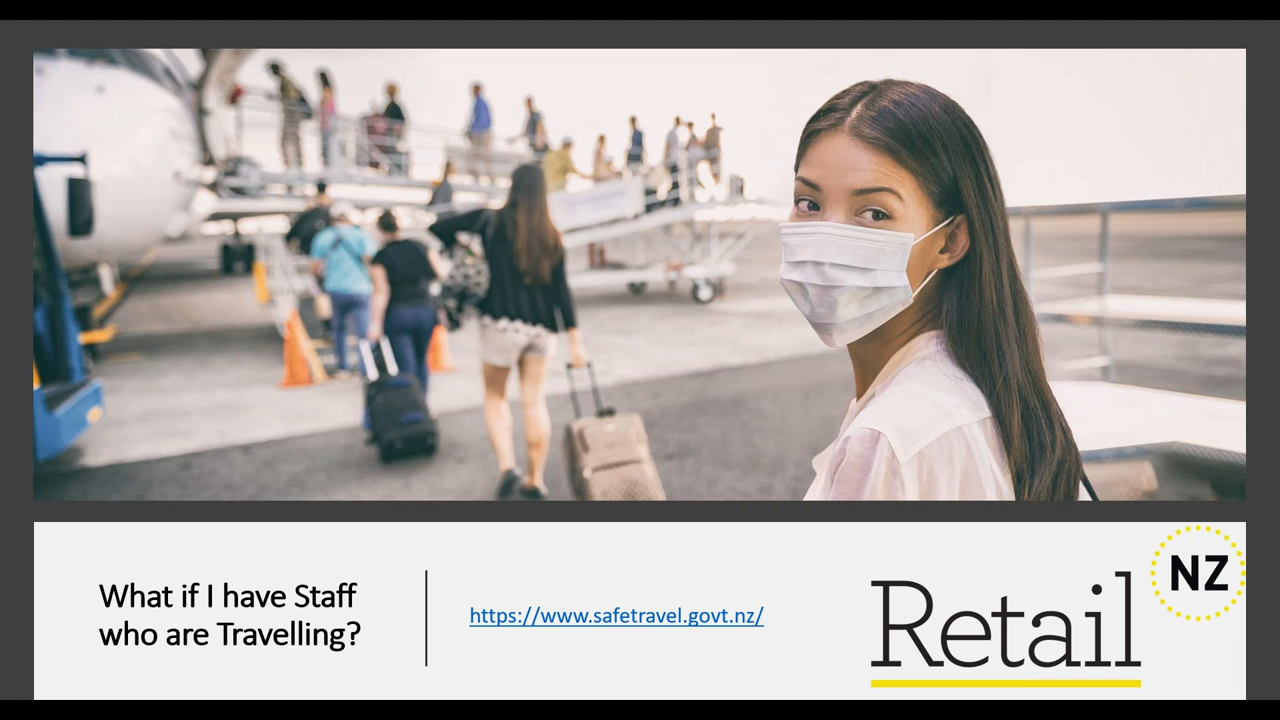 What if I have Staff
who are Travelling?
https://www.safetravel.govt.nz/
Retail
NZ